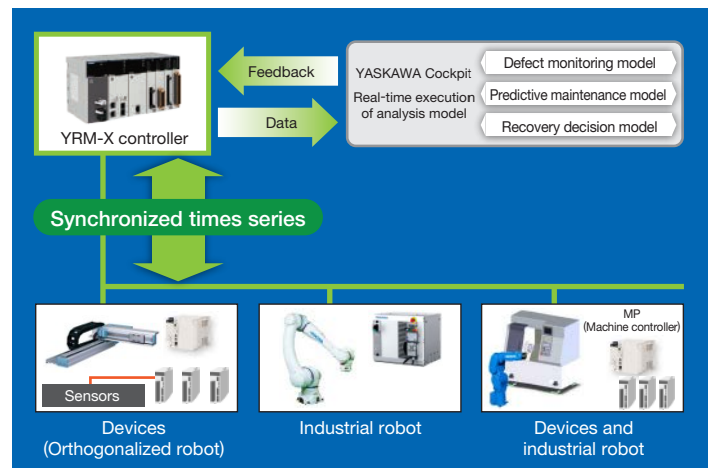 YRM-X controller
Feedback
Data
YASKAWA Cockpit
Real-time execution
of analysis model
Defect monitoring model
Predictive maintenance model
Recovery decision model
Synchronized times series
Sensors
MP
(Machine controller)
Devices
(Orthogonalized robot)
Industrial robot
Devices and
industrial robot